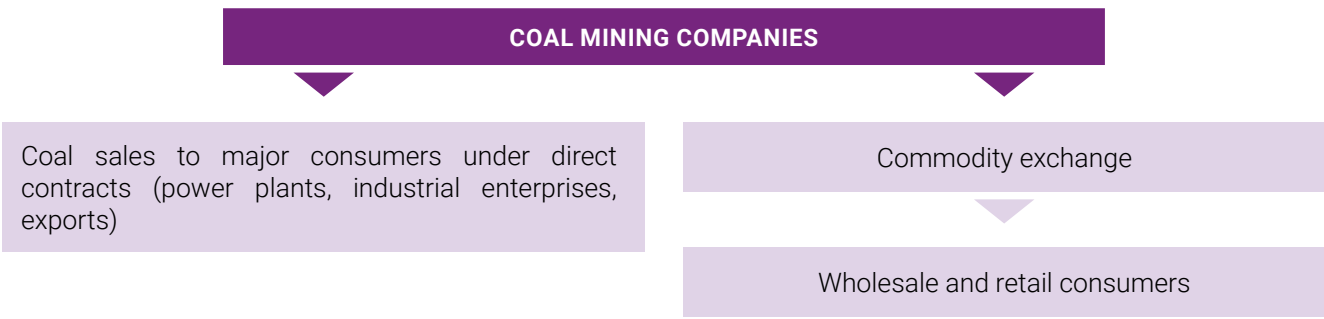 COAL MINING COMPANIES
Coal sales to major consumers under direct
contracts (power plants, industrial enterprises,
exports)
Commodity exchange
Wholesale and retail consumers